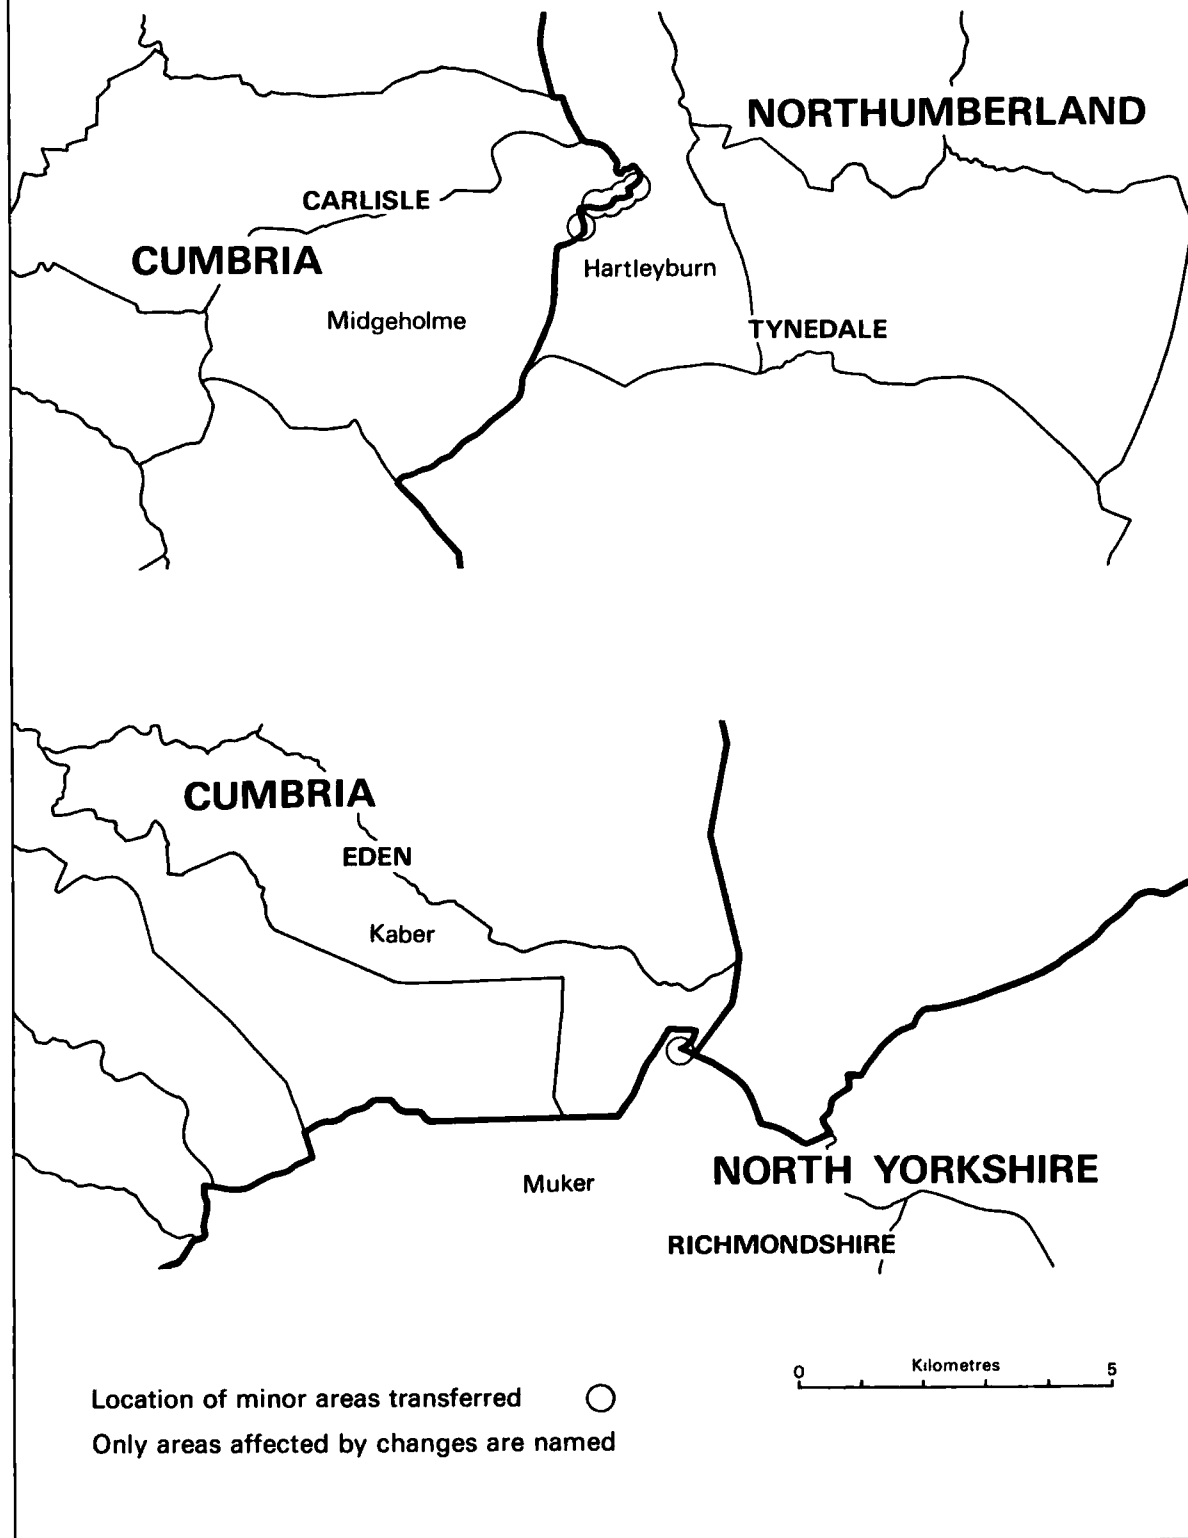 NORTHUMBERLAND
CARLISLE
CUMBRIA
Hartleyburn
Midgeholme
TYNEDALE
CUMBRIA
EDEN
Kaber
NORTH YORKSHIRE
Muker
RICHMONDSHIRE
0 Kilometres 5
Location of minor areas transferred
Only areas affected by changes are named